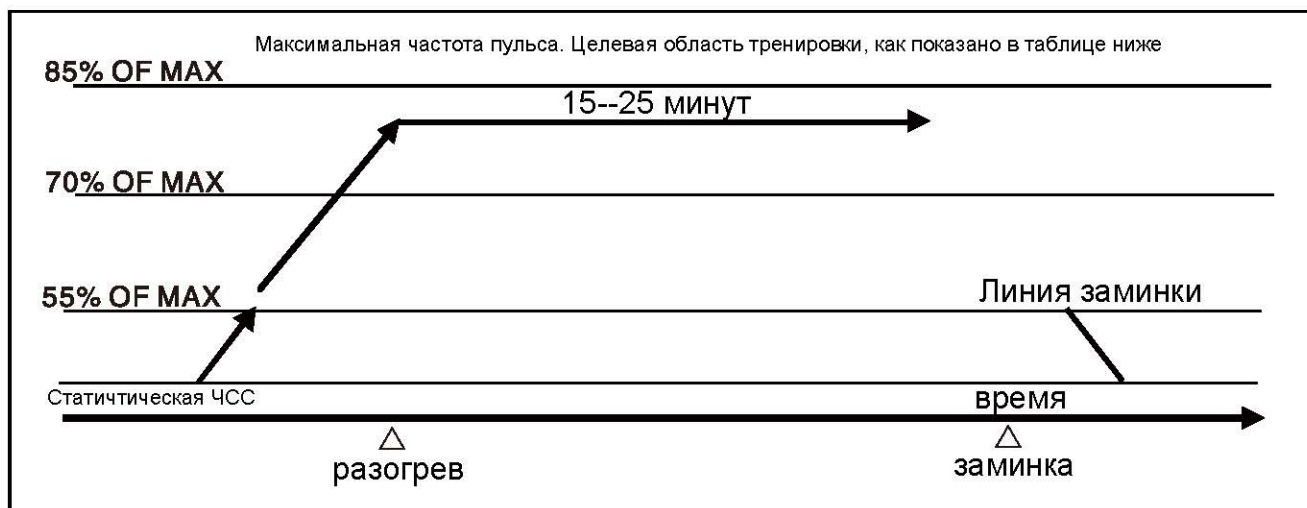 Максимальная частота пульса. Целевая область тренировки, как показано в таблице ниже
85% OF MAX
15--25 минут
70% OF MAX
55% OF MAX
Линия заминки
Статичтическая ЧСС
время
разогрев
заминка